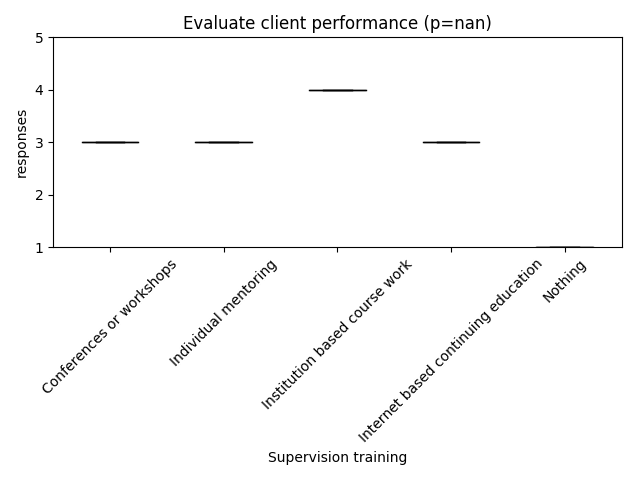 Evaluate client performance (p=nan)
responses
5
4
3
2
1
Conferences or workshops
Individual mentoring
Institution based course work
Internet based continuing education
Nothing
Supervision training